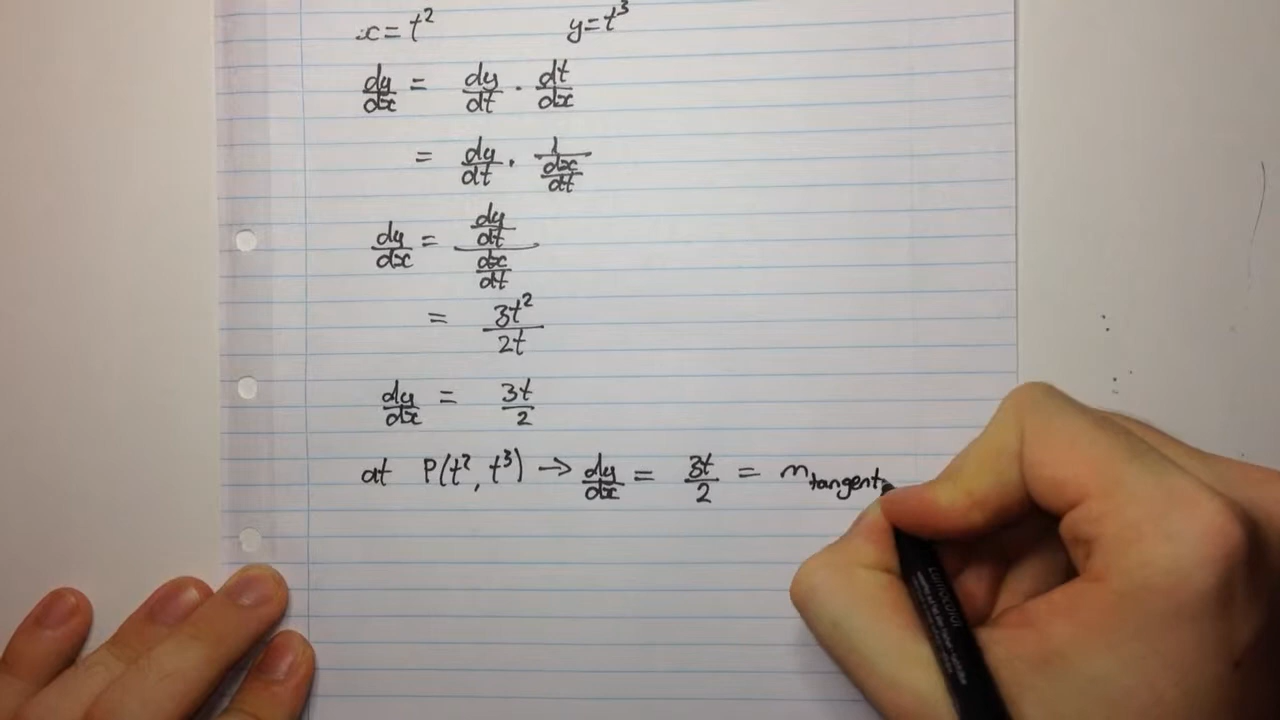 x = t² y = t³
dy/dx = dy/dt · dt/dx
= dy/dt · 1/(dx/dt)
dy/dx = (dy/dt)/(dx/dt)
= 3t²/2t
dy/dx = 3t/2
at P(t², t³) → dy/dx = 3t/2 = m tangent